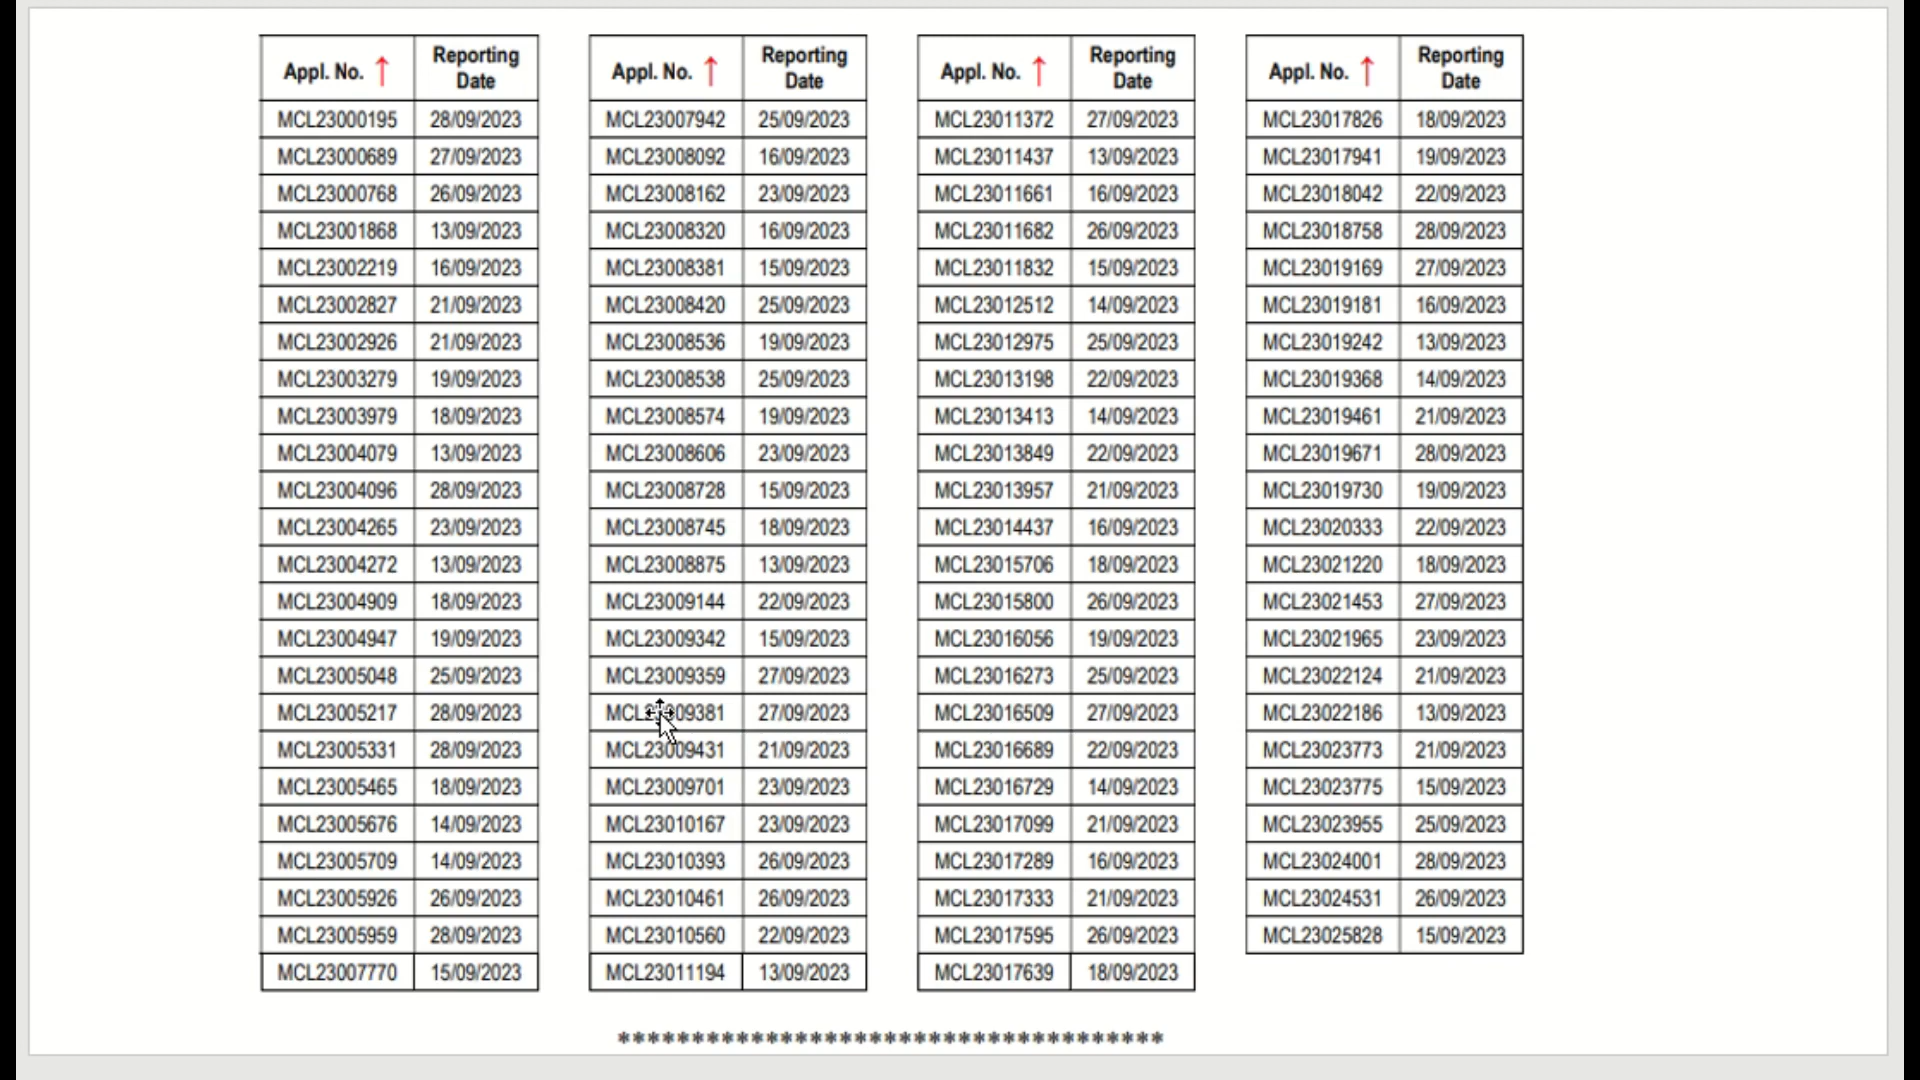 Appl. No. ↑ Reporting Date
MCL23000195 28/09/2023
MCL23000689 27/09/2023
MCL23000768 26/09/2023
MCL23001868 13/09/2023
MCL23002219 16/09/2023
MCL23002827 21/09/2023
MCL23002926 21/09/2023
MCL23003279 19/09/2023
MCL23003979 18/09/2023
MCL23004079 13/09/2023
MCL23004096 28/09/2023
MCL23004265 23/09/2023
MCL23004272 13/09/2023
MCL23004909 18/09/2023
MCL23004947 19/09/2023
MCL23005048 25/09/2023
MCL23005217 28/09/2023
MCL23005331 28/09/2023
MCL23005465 18/09/2023
MCL23005676 14/09/2023
MCL23005709 14/09/2023
MCL23005926 26/09/2023
MCL23005959 28/09/2023
MCL23007770 15/09/2023
Appl. No. ↑ Reporting Date
MCL23007942 25/09/2023
MCL23008092 16/09/2023
MCL23008162 23/09/2023
MCL23008320 16/09/2023
MCL23008381 15/09/2023
MCL23008420 25/09/2023
MCL23008536 19/09/2023
MCL23008538 25/09/2023
MCL23008574 19/09/2023
MCL23008606 23/09/2023
MCL23008728 15/09/2023
MCL23008745 18/09/2023
MCL23008875 13/09/2023
MCL23009144 22/09/2023
MCL23009342 15/09/2023
MCL23009359 27/09/2023
MCL23009381 27/09/2023
MCL23009431 21/09/2023
MCL23009701 23/09/2023
MCL23010167 23/09/2023
MCL23010393 26/09/2023
MCL23010461 26/09/2023
MCL23010560 22/09/2023
MCL23011194 13/09/2023
Appl. No. ↑ Reporting Date
MCL23011372 27/09/2023
MCL23011437 13/09/2023
MCL23011661 16/09/2023
MCL23011682 26/09/2023
MCL23011832 15/09/2023
MCL23012512 14/09/2023
MCL23012975 25/09/2023
MCL23013198 22/09/2023
MCL23013413 14/09/2023
MCL23013849 22/09/2023
MCL23013957 21/09/2023
MCL23014437 16/09/2023
MCL23015706 18/09/2023
MCL23015800 26/09/2023
MCL23016056 19/09/2023
MCL23016273 25/09/2023
MCL23016509 27/09/2023
MCL23016689 22/09/2023
MCL23016729 14/09/2023
MCL23017099 21/09/2023
MCL23017289 16/09/2023
MCL23017333 21/09/2023
MCL23017595 26/09/2023
MCL23017639 18/09/2023
Appl. No. ↑ Reporting Date
MCL23017826 18/09/2023
MCL23017941 19/09/2023
MCL23018042 22/09/2023
MCL23018758 28/09/2023
MCL23019169 27/09/2023
MCL23019181 16/09/2023
MCL23019242 13/09/2023
MCL23019368 14/09/2023
MCL23019461 21/09/2023
MCL23019671 28/09/2023
MCL23019730 19/09/2023
MCL23020333 22/09/2023
MCL23021220 18/09/2023
MCL23021453 27/09/2023
MCL23021965 23/09/2023
MCL23022124 21/09/2023
MCL23022186 13/09/2023
MCL23023773 21/09/2023
MCL23023775 15/09/2023
MCL23023955 25/09/2023
MCL23024001 28/09/2023
MCL23024531 26/09/2023
MCL23025828 15/09/2023
*************************************